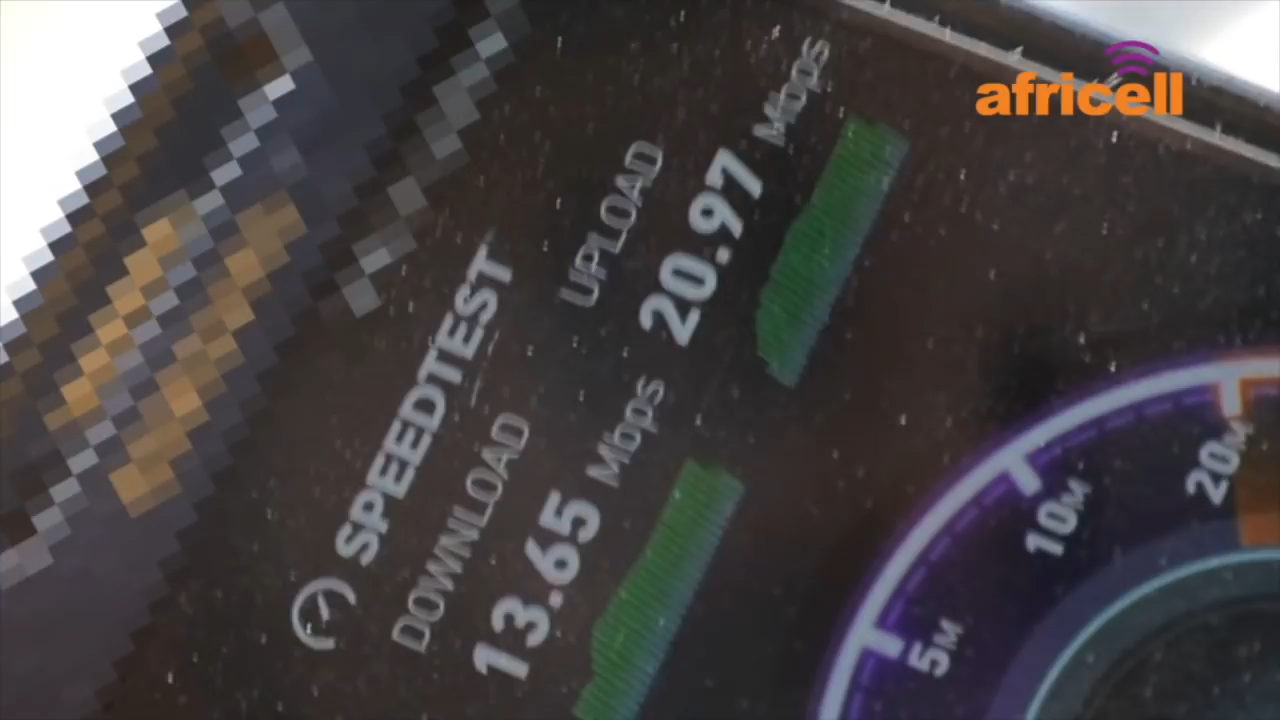 africell
SPEEDTEST
DOWNLOAD
13.65 Mbps
UPLOAD
20.97 Mbps
5M
10M
20M